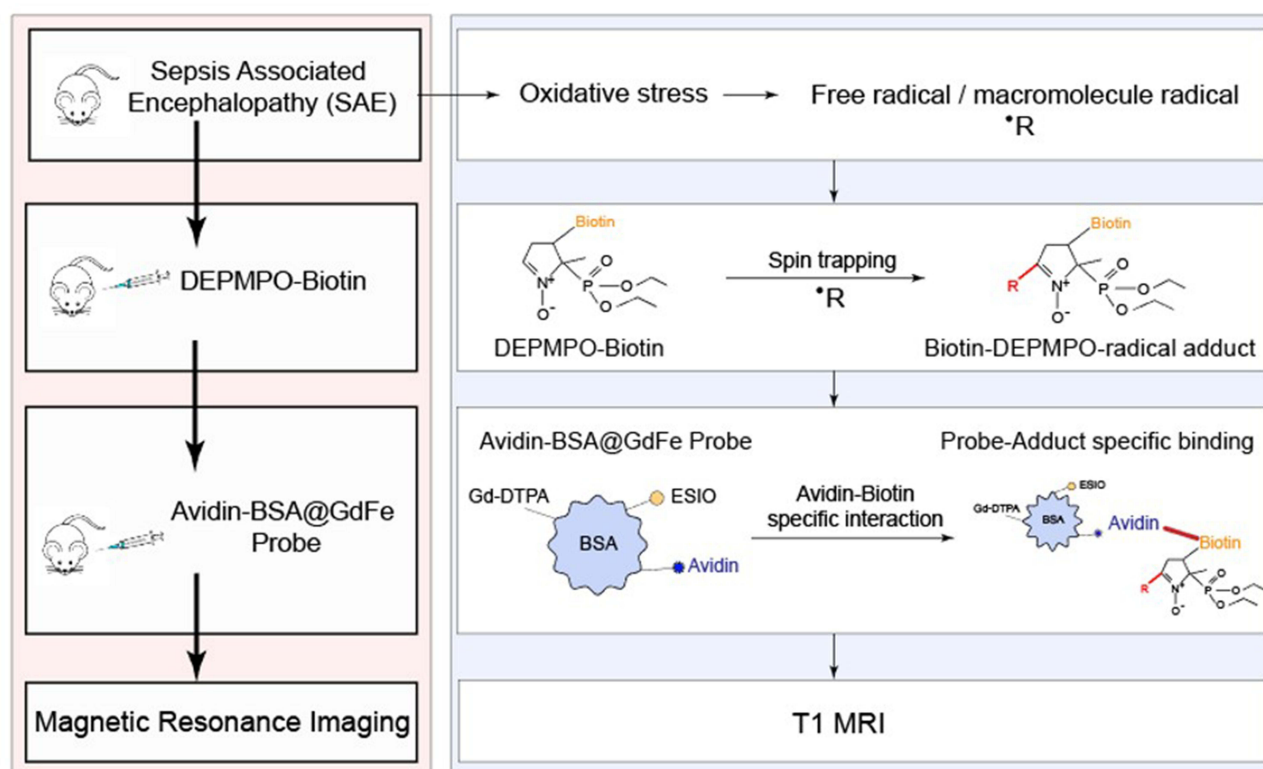 Sepsis Associated
Encephalopathy (SAE)
Oxidative stress
Free radical / macromolecule radical
•R
DEPMPO-Biotin
Biotin
N+
O-
P
O
O
O
DEPMPO-Biotin
Spin trapping
•R
Biotin
R
N+
O-
P
O
O
O
Biotin-DEPMPO-radical adduct
Avidin-BSA@GdFe
Probe
Avidin-BSA@GdFe Probe
Gd-DTPA
ESIO
BSA
Avidin
Avidin-Biotin
specific interaction
Probe-Adduct specific binding
ESIO
Gd-DTPA
BSA
Avidin
Biotin
R
N+
O-
P
O
O
O
Magnetic Resonance Imaging
T1 MRI